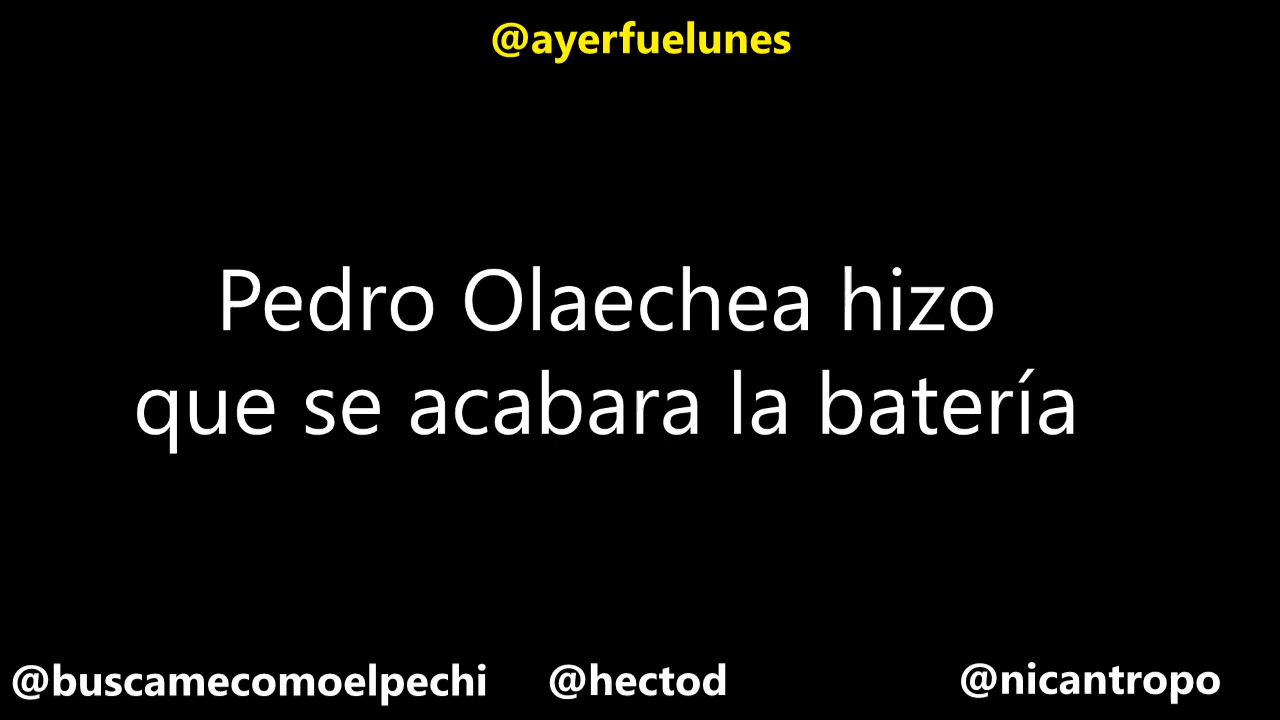 @ayerfuelunes
Pedro Olaechea hizo
que se acabara la batería
@buscamecomoelpechi @hectod @nicantropo